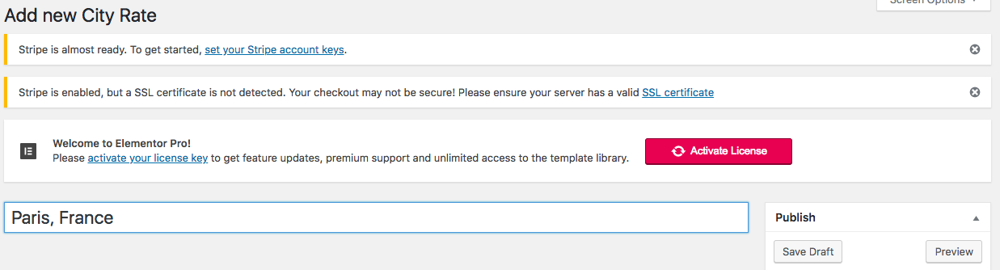 Screen Options
Add new City Rate
Stripe is almost ready. To get started, set your Stripe account keys.
Stripe is enabled, but a SSL certificate is not detected. Your checkout may not be secure! Please ensure your server has a valid SSL certificate
Welcome to Elementor Pro!
Please activate your license key to get feature updates, premium support and unlimited access to the template library.
Activate License
Paris, France
Publish
Save Draft
Preview